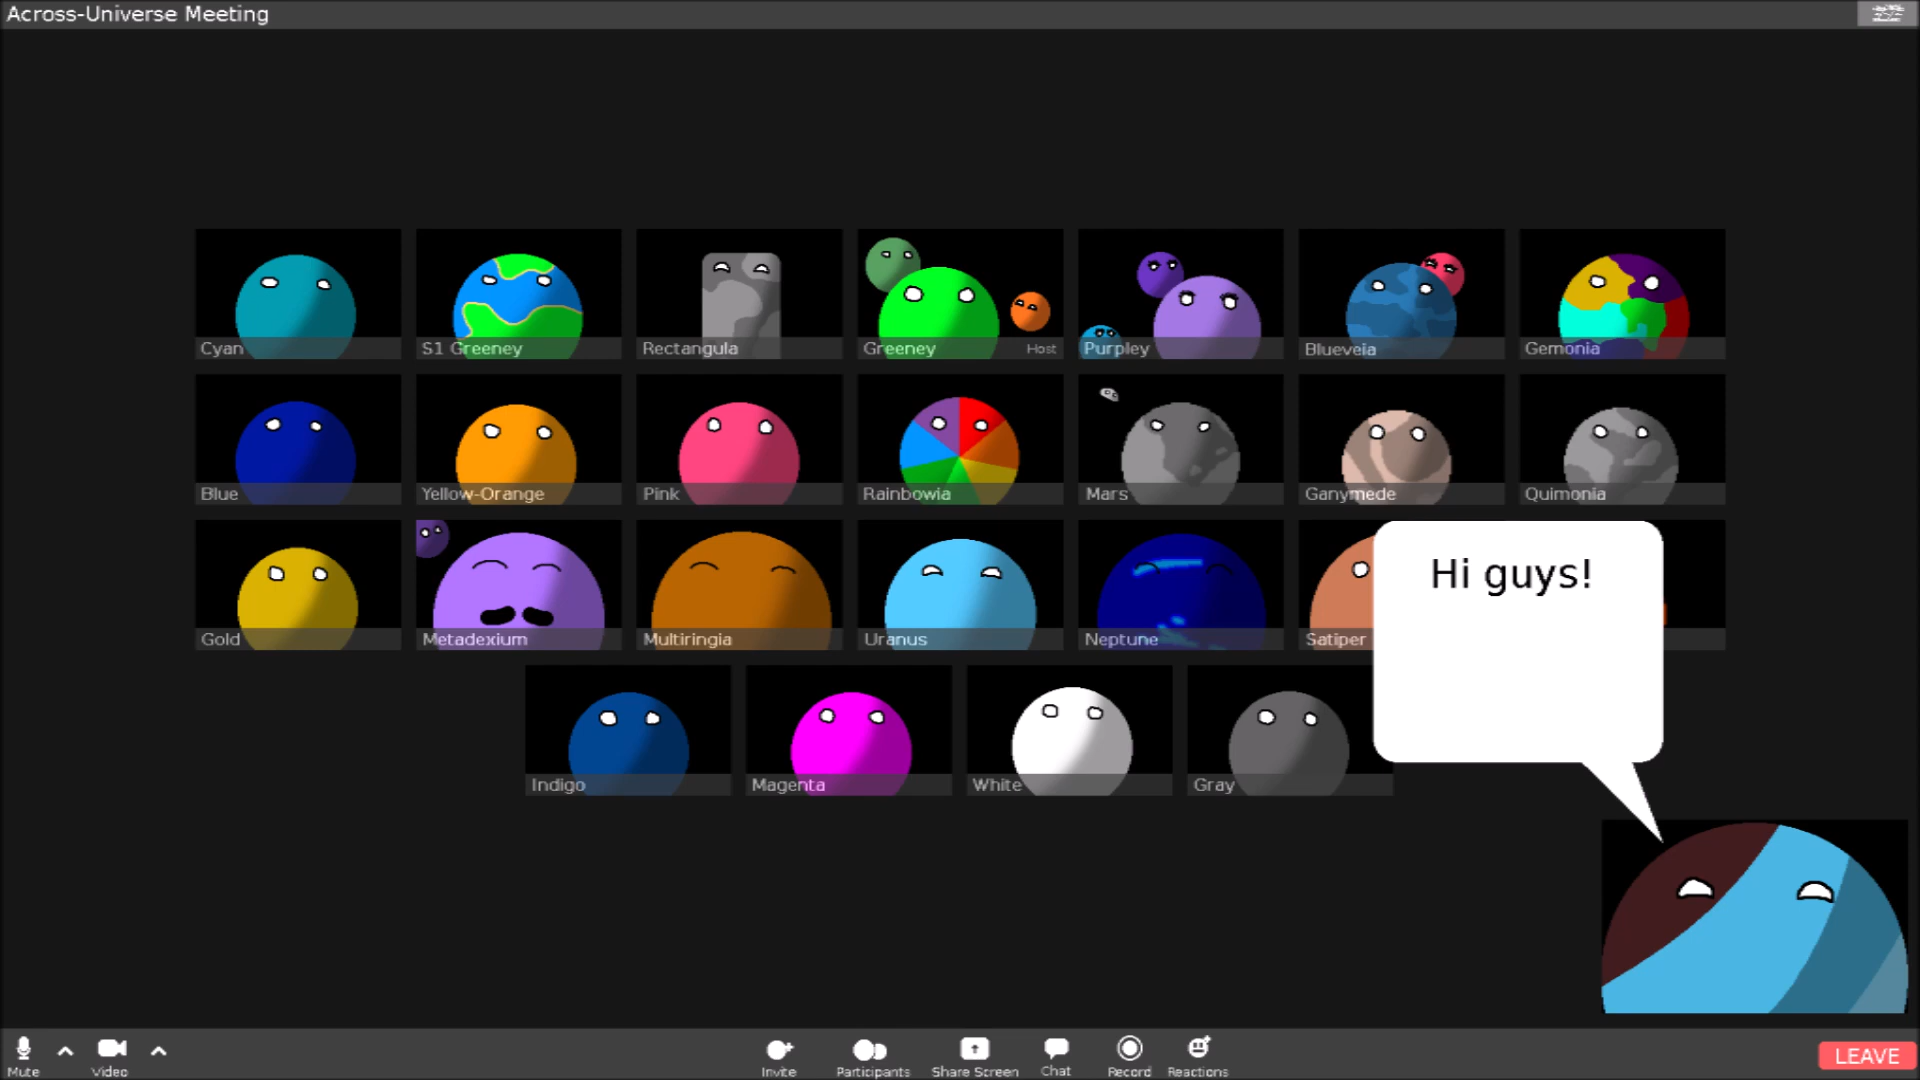 Across-Universe Meeting
Cyan
S1 Greeney
Rectangula
Greeney
Host
Purpley
Blueveia
Gemonia
Blue
Yellow-Orange
Pink
Rainbowia
Mars
Ganymede
Quimonia
Gold
Metadexium
Multiringia
Uranus
Neptune
Satiper
Hi guys!
Indigo
Magenta
White
Gray
Mute
Video
Invite
Participants
Share Screen
Chat
Record
Reactions
LEAVE